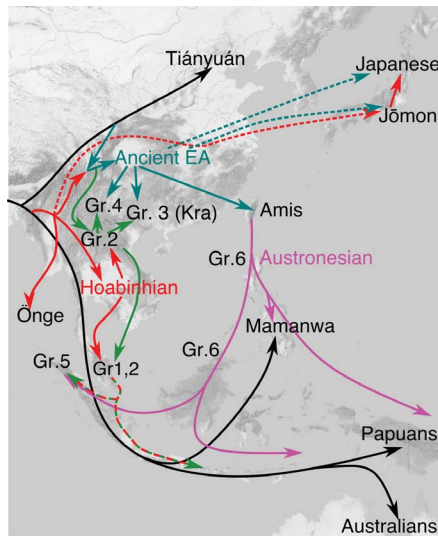 Tiányuán
Japanese
Jōmon
Ancient EA
Gr.4
Gr. 3 (Kra)
Amis
Gr.2
Gr.6
Austronesian
Hoabinhian
Önge
Mamanwa
Gr.6
Gr.5
Gr1,2
Papuans
Australians